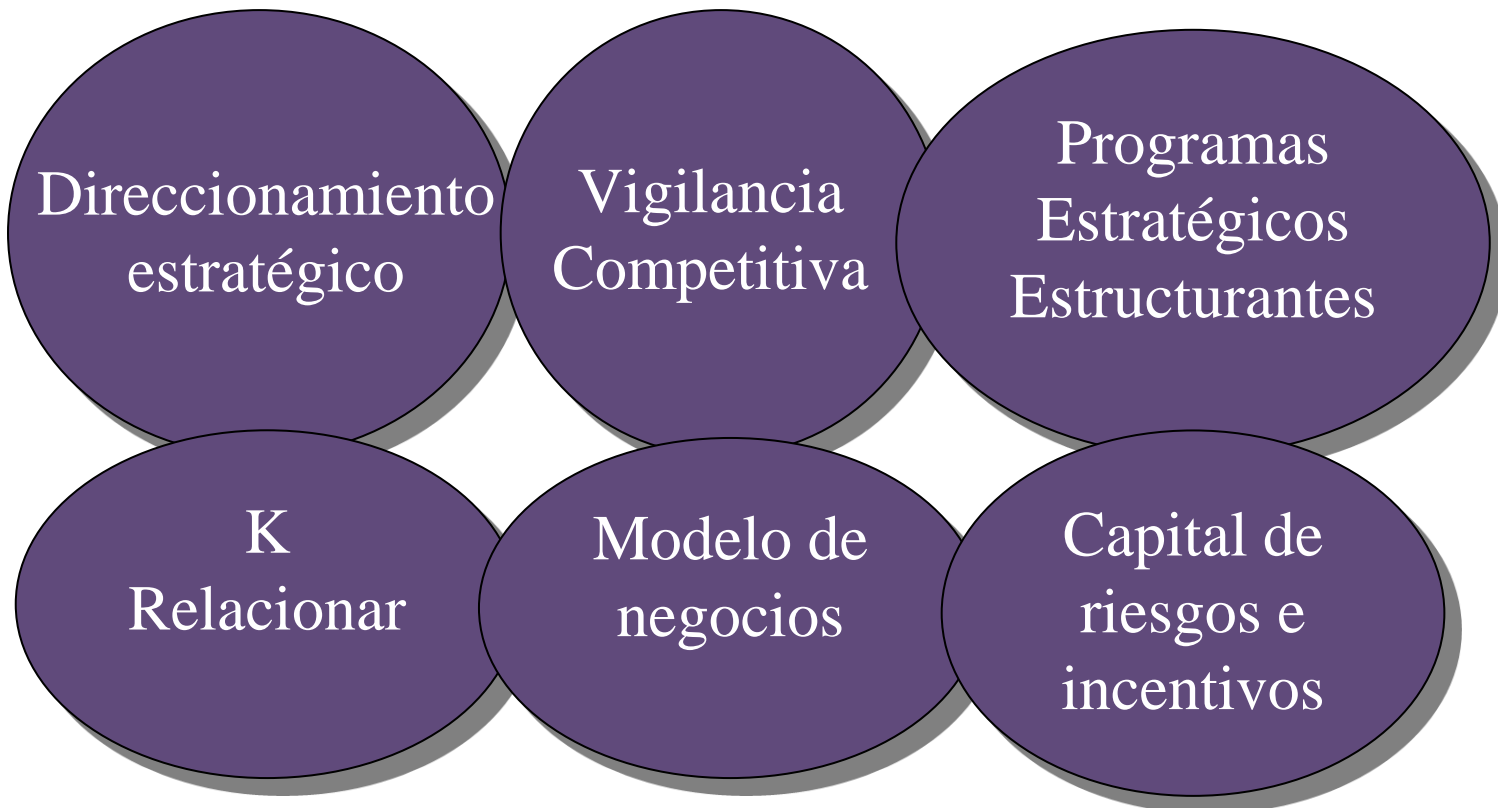 Direccionamiento
estratégico
Vigilancia
Competitiva
Programas
Estratégicos
Estructurantes
K
Relacionar
Modelo de
negocios
Capital de
riesgos e
incentivos